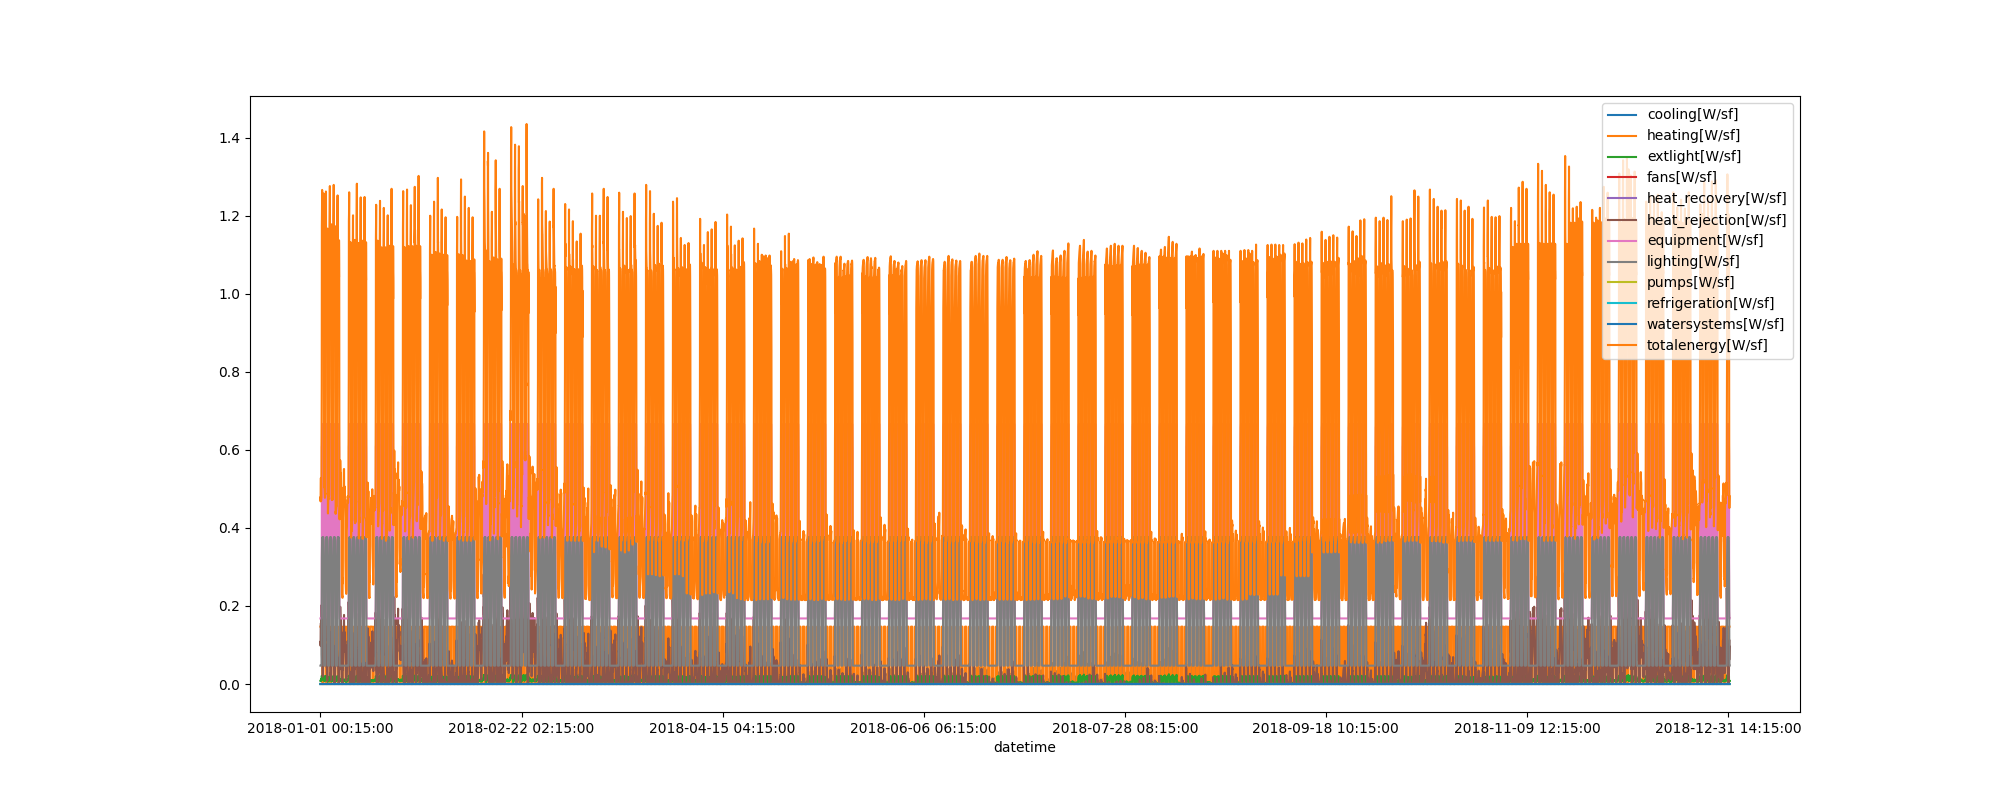 1.4
1.2
1.0
0.8
0.6
0.4
0.2
0.0
cooling[W/sf]
heating[W/sf]
extlight[W/sf]
fans[W/sf]
heat_recovery[W/sf]
heat_rejection[W/sf]
equipment[W/sf]
lighting[W/sf]
pumps[W/sf]
refrigeration[W/sf]
watersystems[W/sf]
totalenergy[W/sf]
2018-01-01 00:15:00 2018-02-22 02:15:00 2018-04-15 04:15:00 2018-06-06 06:15:00 2018-07-28 08:15:00 2018-09-18 10:15:00 2018-11-09 12:15:00 2018-12-31 14:15:00
datetime